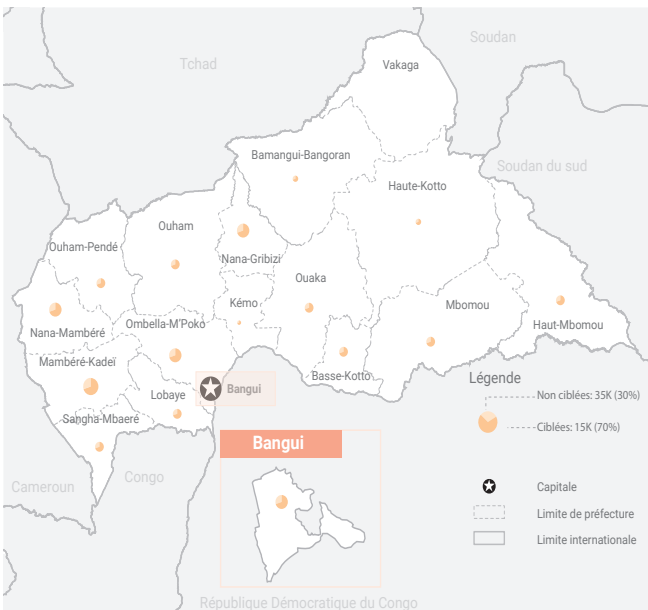 Soudan
Tchad
Vakaga
Bamangui-Bangoran
Soudan du sud
Haute-Kotto
Ouham
Ouham-Pendé
Nana-Gribizi
Ouaka
Kémo
Mbomou
Ombella-M'Poko
Nana-Mambéré
Haut-Mbomou
Mambéré-Kadeï
Basse-Kotto
Lobaye
Bangui
Sangha-Mbaeré
Légende
Non ciblées: 35K (30%)
Ciblées: 15K (70%)
Bangui
Congo
Cameroun
Capitale
Limite de préfecture
Limite internationale
République Démocratique du Congo